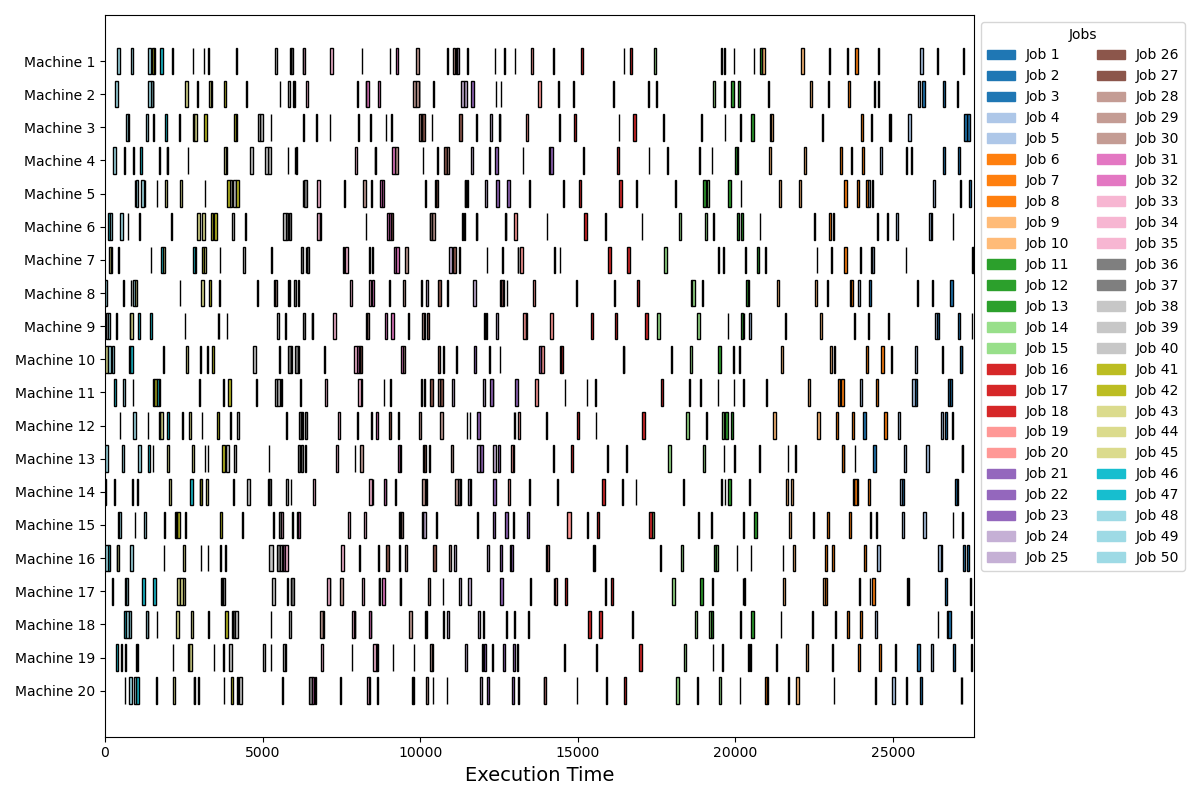 Jobs
Machine 1
Machine 2
Machine 3
Machine 4
Machine 5
Machine 6
Machine 7
Machine 8
Machine 9
Machine 10
Machine 11
Machine 12
Machine 13
Machine 14
Machine 15
Machine 16
Machine 17
Machine 18
Machine 19
Machine 20
0 5000 10000 15000 20000 25000
Execution Time
Job 1
Job 2
Job 3
Job 4
Job 5
Job 6
Job 7
Job 8
Job 9
Job 10
Job 11
Job 12
Job 13
Job 14
Job 15
Job 16
Job 17
Job 18
Job 19
Job 20
Job 21
Job 22
Job 23
Job 24
Job 25
Job 26
Job 27
Job 28
Job 29
Job 30
Job 31
Job 32
Job 33
Job 34
Job 35
Job 36
Job 37
Job 38
Job 39
Job 40
Job 41
Job 42
Job 43
Job 44
Job 45
Job 46
Job 47
Job 48
Job 49
Job 50